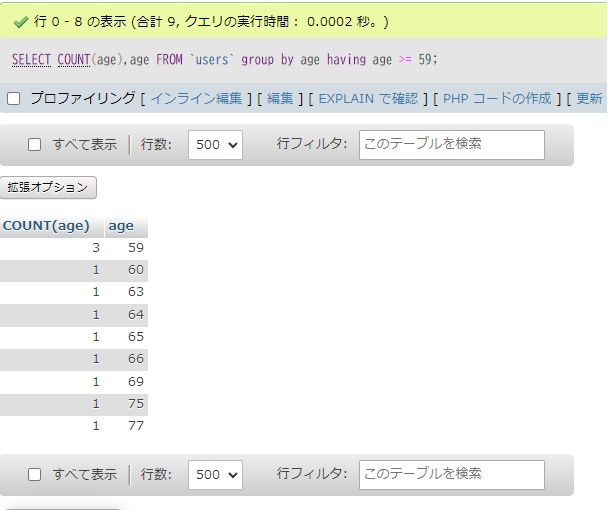 行 0 - 8 の表示 (合計 9, クエリの実行時間： 0.0002 秒。)
SELECT COUNT(age),age FROM `users` group by age having age >= 59;
プロファイリング [ インライン編集 ] [ 編集 ] [ EXPLAIN で確認 ] [ PHP コードの作成 ] [ 更新
すべて表示 行数: 500 行フィルタ: このテーブルを検索
拡張オプション
COUNT(age) age
3 59
1 60
1 63
1 64
1 65
1 66
1 69
1 75
1 77
すべて表示 行数: 500 行フィルタ: このテーブルを検索